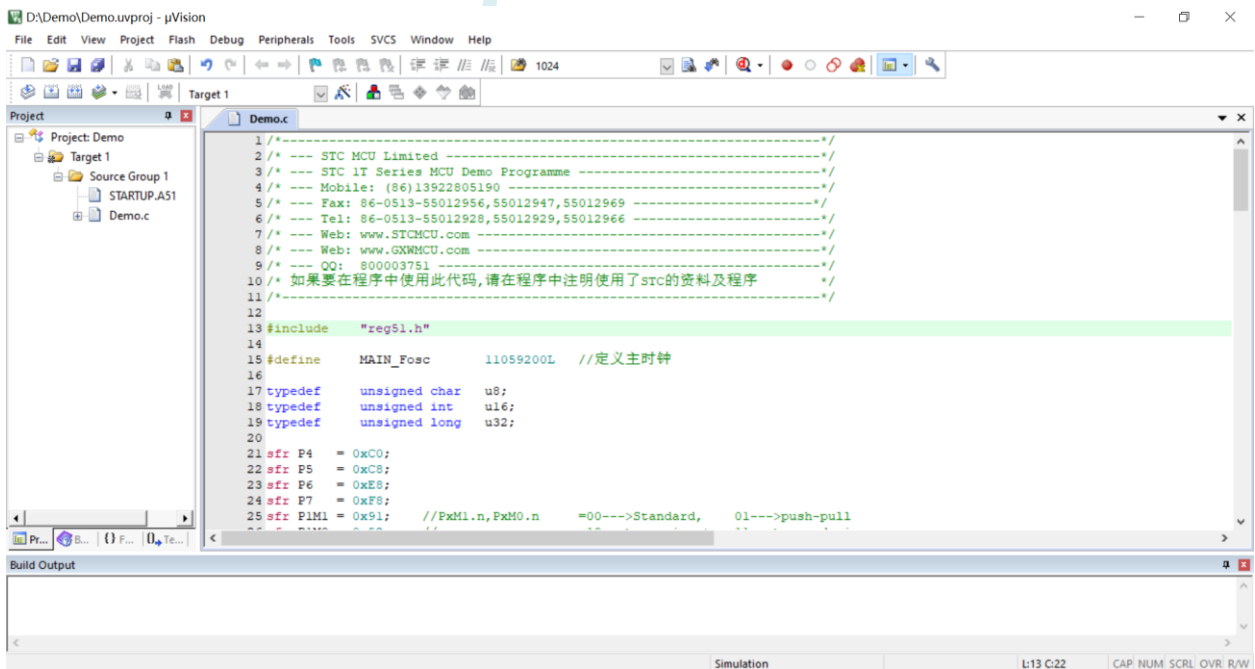 D:\Demo\Demo.uvproj - µVision
File Edit View Project Flash Debug Peripherals Tools SVCS Window Help
1024
LOAD Target 1
Project
Demo.c
Project: Demo
Target 1
Source Group 1
STARTUP.A51
Demo.c
1 /*---------------------------------------------------------------------*/
2 /* --- STC MCU Limited ------------------------------------------------*/
3 /* --- STC 1T Series MCU Demo Programme -------------------------------*/
4 /* --- Mobile: (86)13922805190 ----------------------------------------*/
5 /* --- Fax: 86-0513-55012956,55012947,55012969 ------------------------*/
6 /* --- Tel: 86-0513-55012928,55012929,55012966 -------------------------*/
7 /* --- Web: www.STCMCU.com --------------------------------------------*/
8 /* --- Web: www.GXWMCU.com --------------------------------------------*/
9 /* --- QQ: 800003751 -------------------------------------------------*/
10 /* 如果要在程序中使用此代码,请在程序中注明使用了STC的资料及程序 */
11 /*---------------------------------------------------------------------*/
12
13 #include "reg51.h"
14
15 #define MAIN_Fosc 11059200L //定义主时钟
16
17 typedef unsigned char u8;
18 typedef unsigned int u16;
19 typedef unsigned long u32;
20
21 sfr P4 = 0xC0;
22 sfr P5 = 0xC8;
23 sfr P6 = 0xE8;
24 sfr P7 = 0xF8;
25 sfr P1M1 = 0x91; //PxM1.n,PxM0.n =00--->Standard, 01--->push-pull
Pr... B... {} F... 0 Te...
Build Output
Simulation L:13 C:22 CAP NUM SCRL OVR R/W